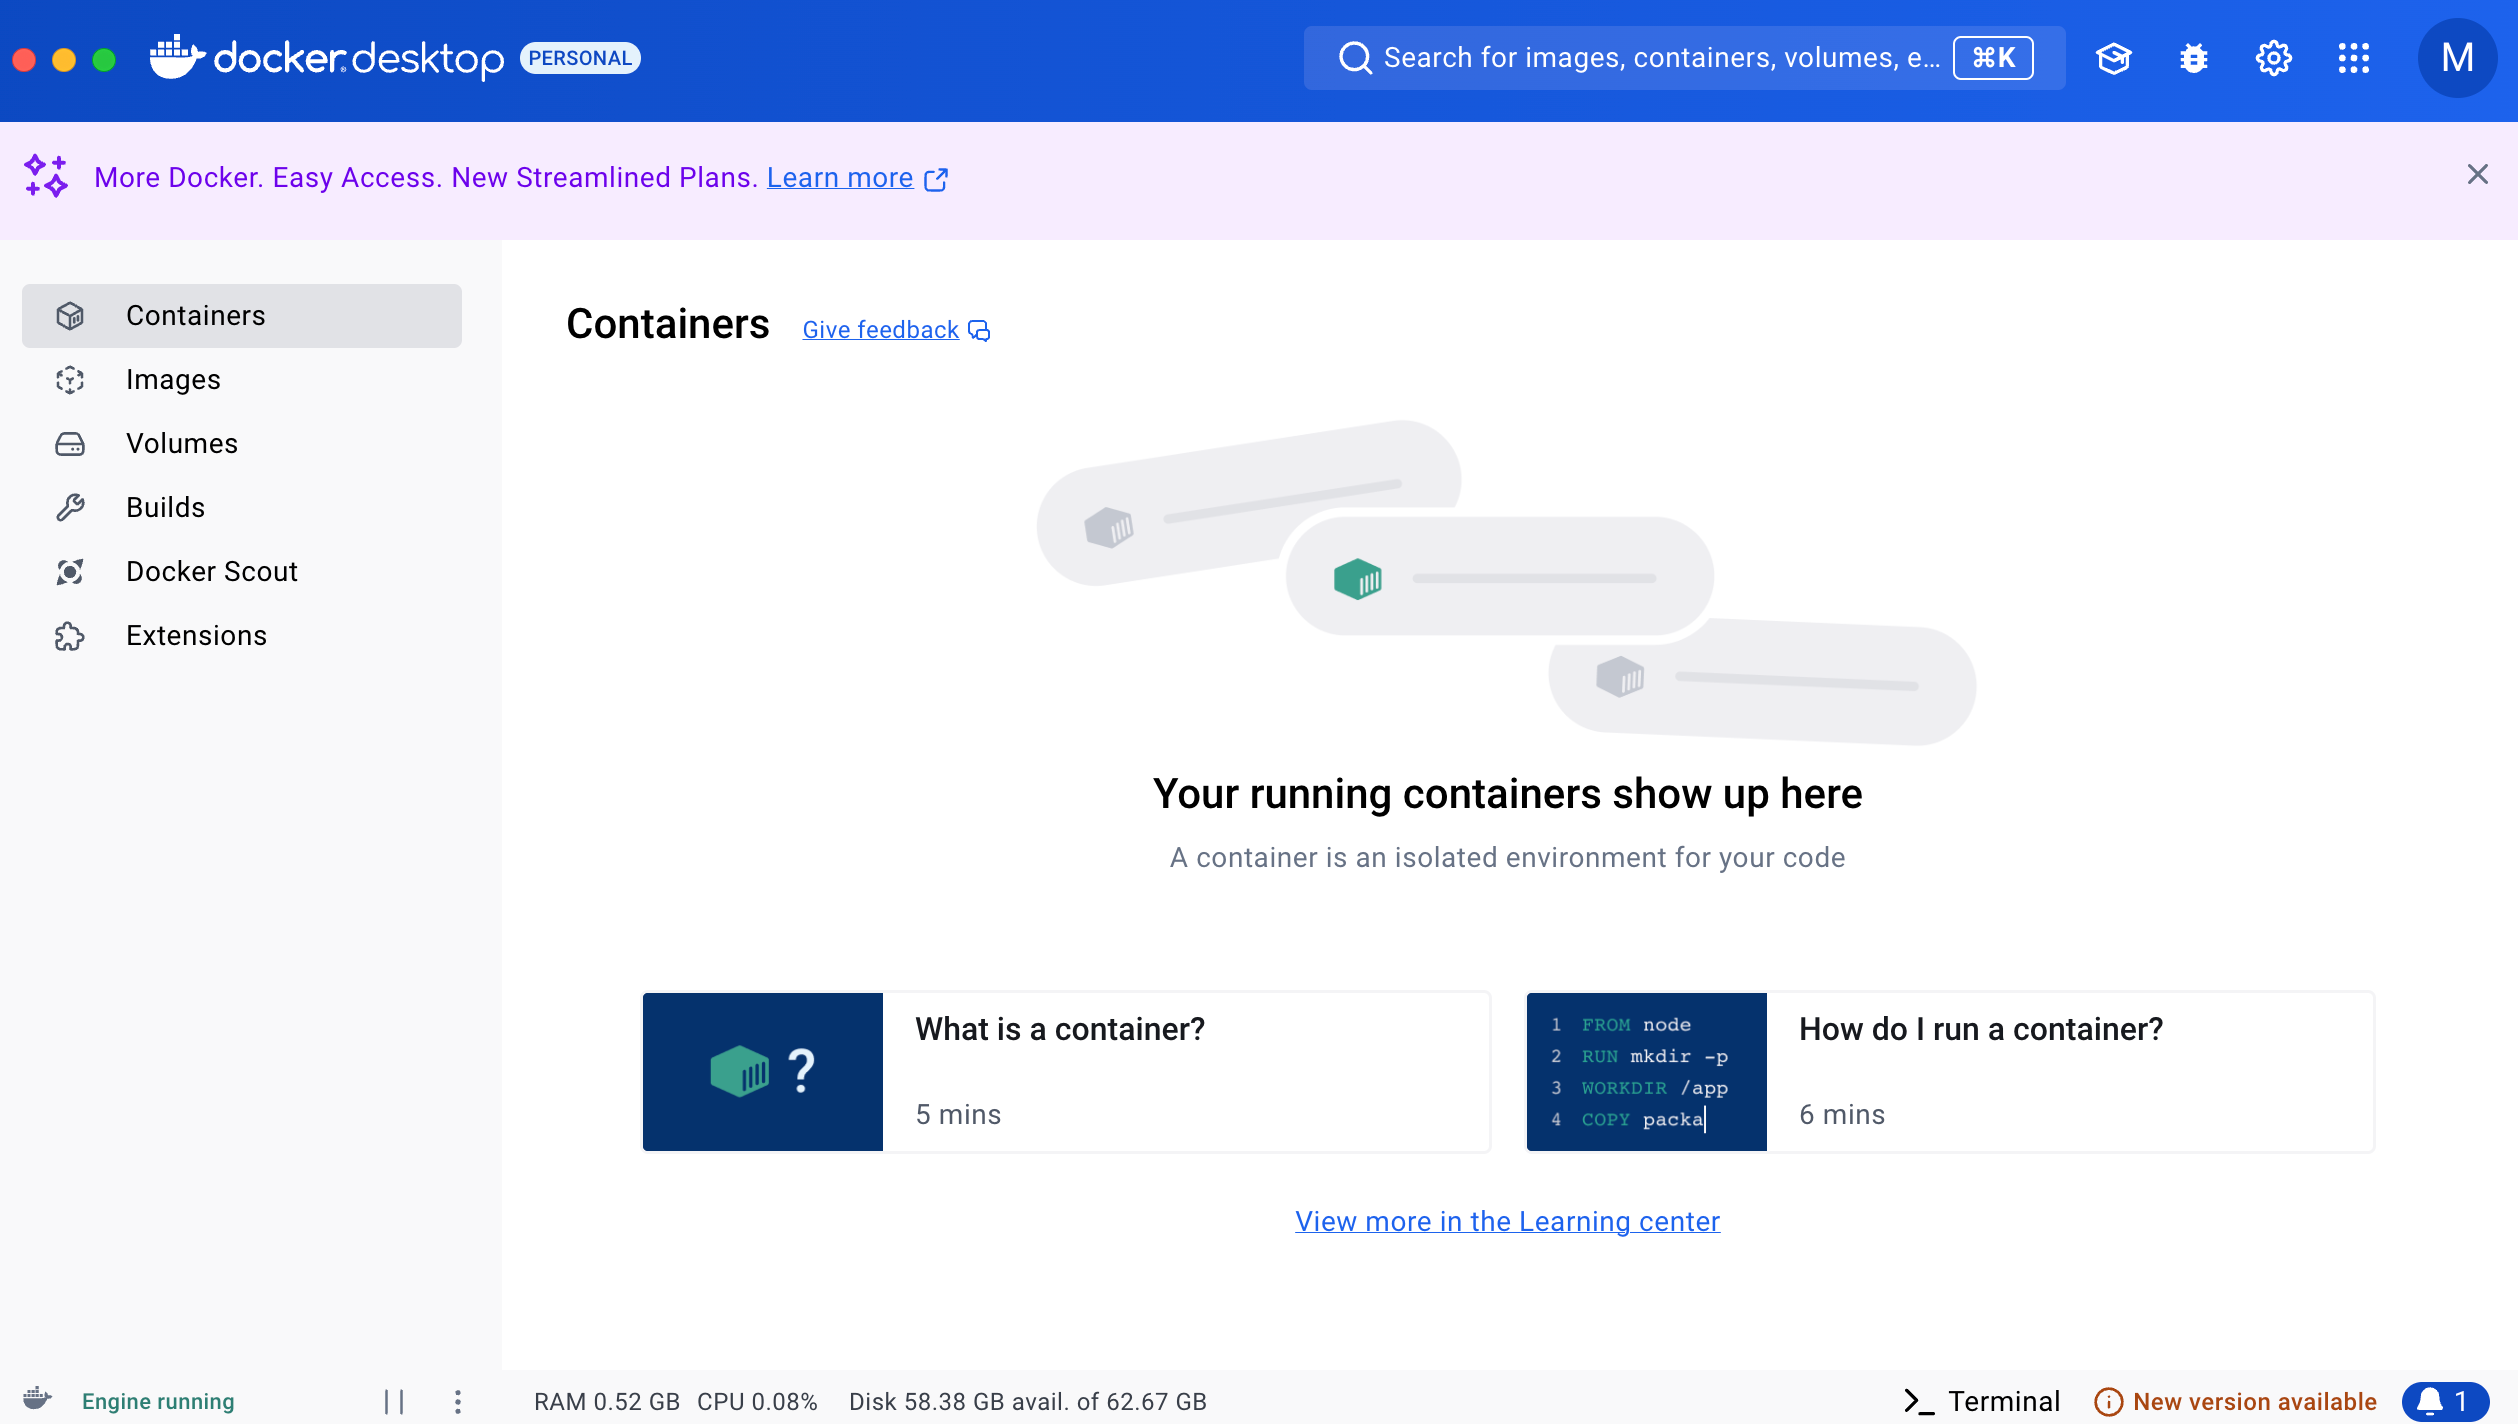 docker desktop PERSONAL
Search for images, containers, volumes, e... ⌘K
M
More Docker. Easy Access. New Streamlined Plans. Learn more
Containers
Images
Volumes
Builds
Docker Scout
Extensions
Containers Give feedback
Your running containers show up here
A container is an isolated environment for your code
?
What is a container?
5 mins
1 FROM node
2 RUN mkdir -p
3 WORKDIR /app
4 COPY packa
How do I run a container?
6 mins
View more in the Learning center
Engine running
RAM 0.52 GB CPU 0.08% Disk 58.38 GB avail. of 62.67 GB
>_ Terminal
New version available
1